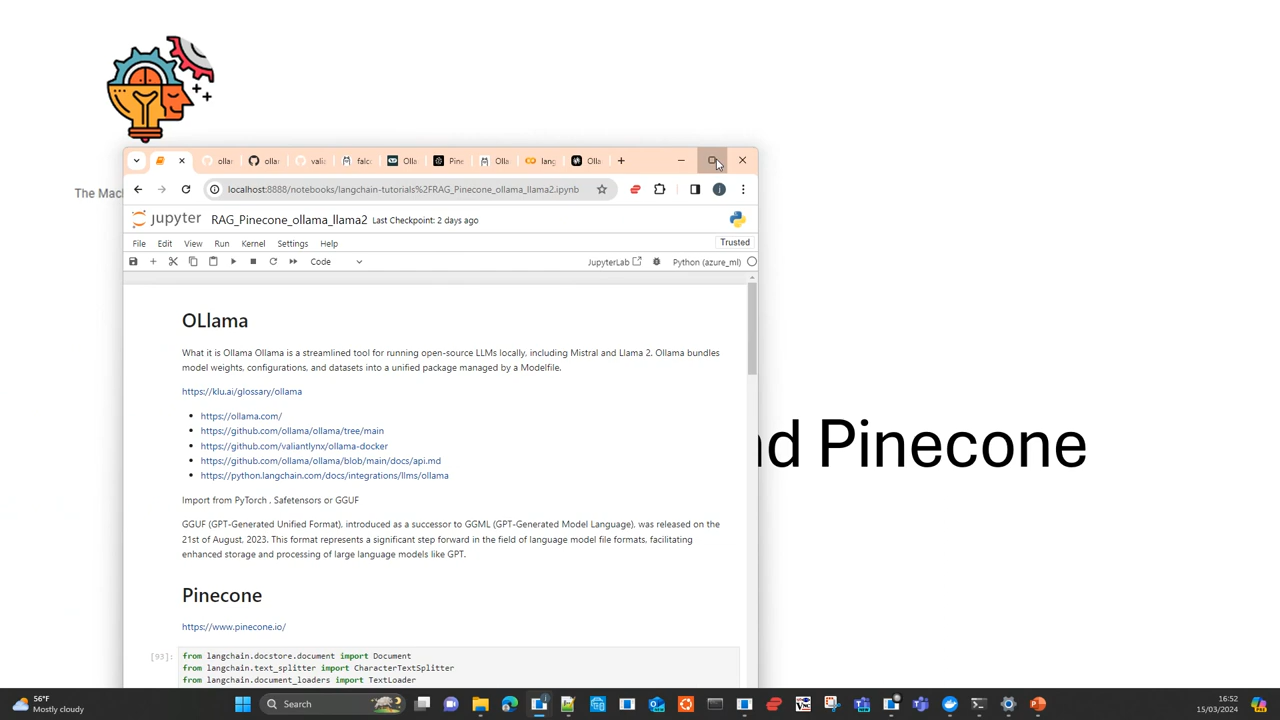 The Mac
nd Pinecone
ollar
ollar
valia
falco
Olla
Pine
Olla
lang
Olla
localhost:8888/notebooks/langchain-tutorials%2FRAG_Pinecone_ollama_llama2.ipynb
jupyter RAG_Pinecone_ollama_llama2 Last Checkpoint: 2 days ago
File Edit View Run Kernel Settings Help
Trusted
Code
JupyterLab
Python (azure_ml)
OLlama
What it is Ollama Ollama is a streamlined tool for running open-source LLMs locally, including Mistral and Llama 2. Ollama bundles
model weights, configurations, and datasets into a unified package managed by a Modelfile.
https://klu.ai/glossary/ollama
https://ollama.com/
https://github.com/ollama/ollama/tree/main
https://github.com/valiantlynx/ollama-docker
https://github.com/ollama/ollama/blob/main/docs/api.md
https://python.langchain.com/docs/integrations/llms/ollama
Import from PyTorch . Safetensors or GGUF
GGUF (GPT-Generated Unified Format), introduced as a successor to GGML (GPT-Generated Model Language), was released on the
21st of August, 2023. This format represents a significant step forward in the field of language model file formats, facilitating
enhanced storage and processing of large language models like GPT.
Pinecone
https://www.pinecone.io/
[93]:
from langchain.docstore.document import Document
from langchain.text_splitter import CharacterTextSplitter
from langchain.document_loaders import TextLoader
56°F
Mostly cloudy
Search
16:52
15/03/2024